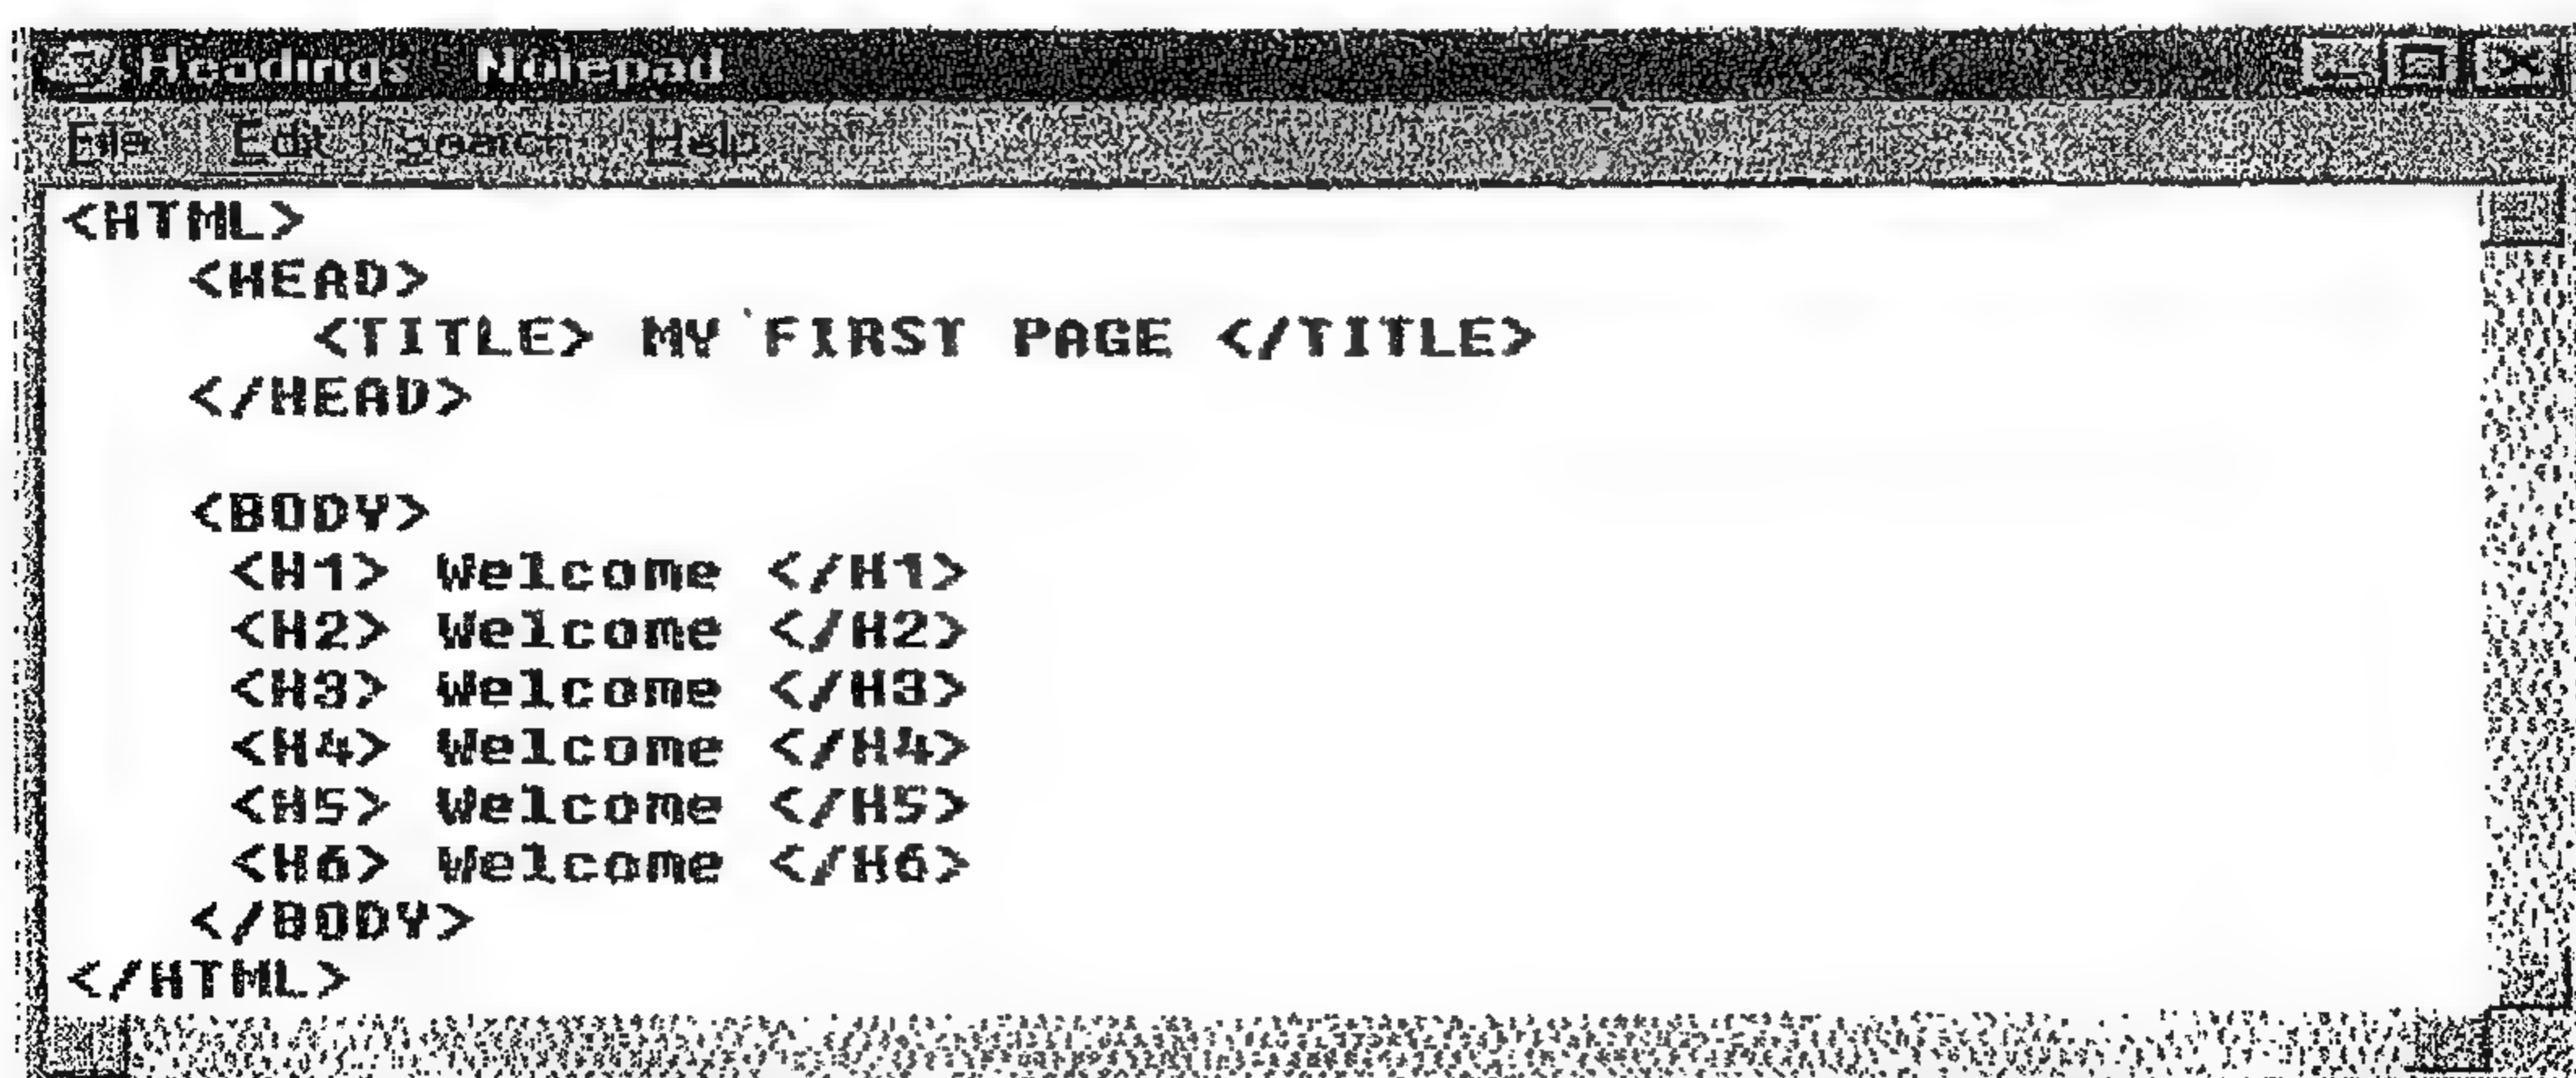 Headings Notepad
File Edit Search Help
<HTML>
<HEAD>
<TITLE> MY FIRST PAGE </TITLE>
</HEAD>
<BODY>
<H1> Welcome </H1>
<H2> Welcome </H2>
<H3> Welcome </H3>
<H4> Welcome </H4>
<H5> Welcome </H5>
<H6> Welcome </H6>
</BODY>
</HTML>